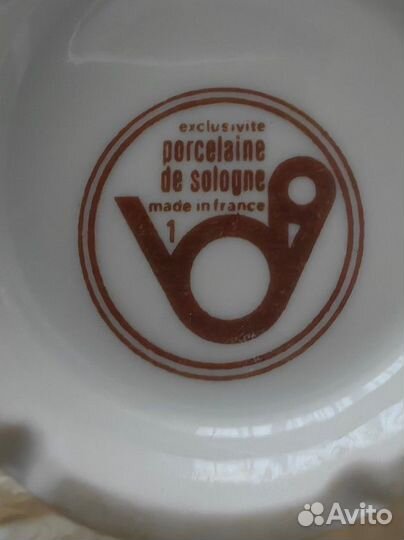 exclusivite
porcelaine
de sologne
made in france
1
Avito